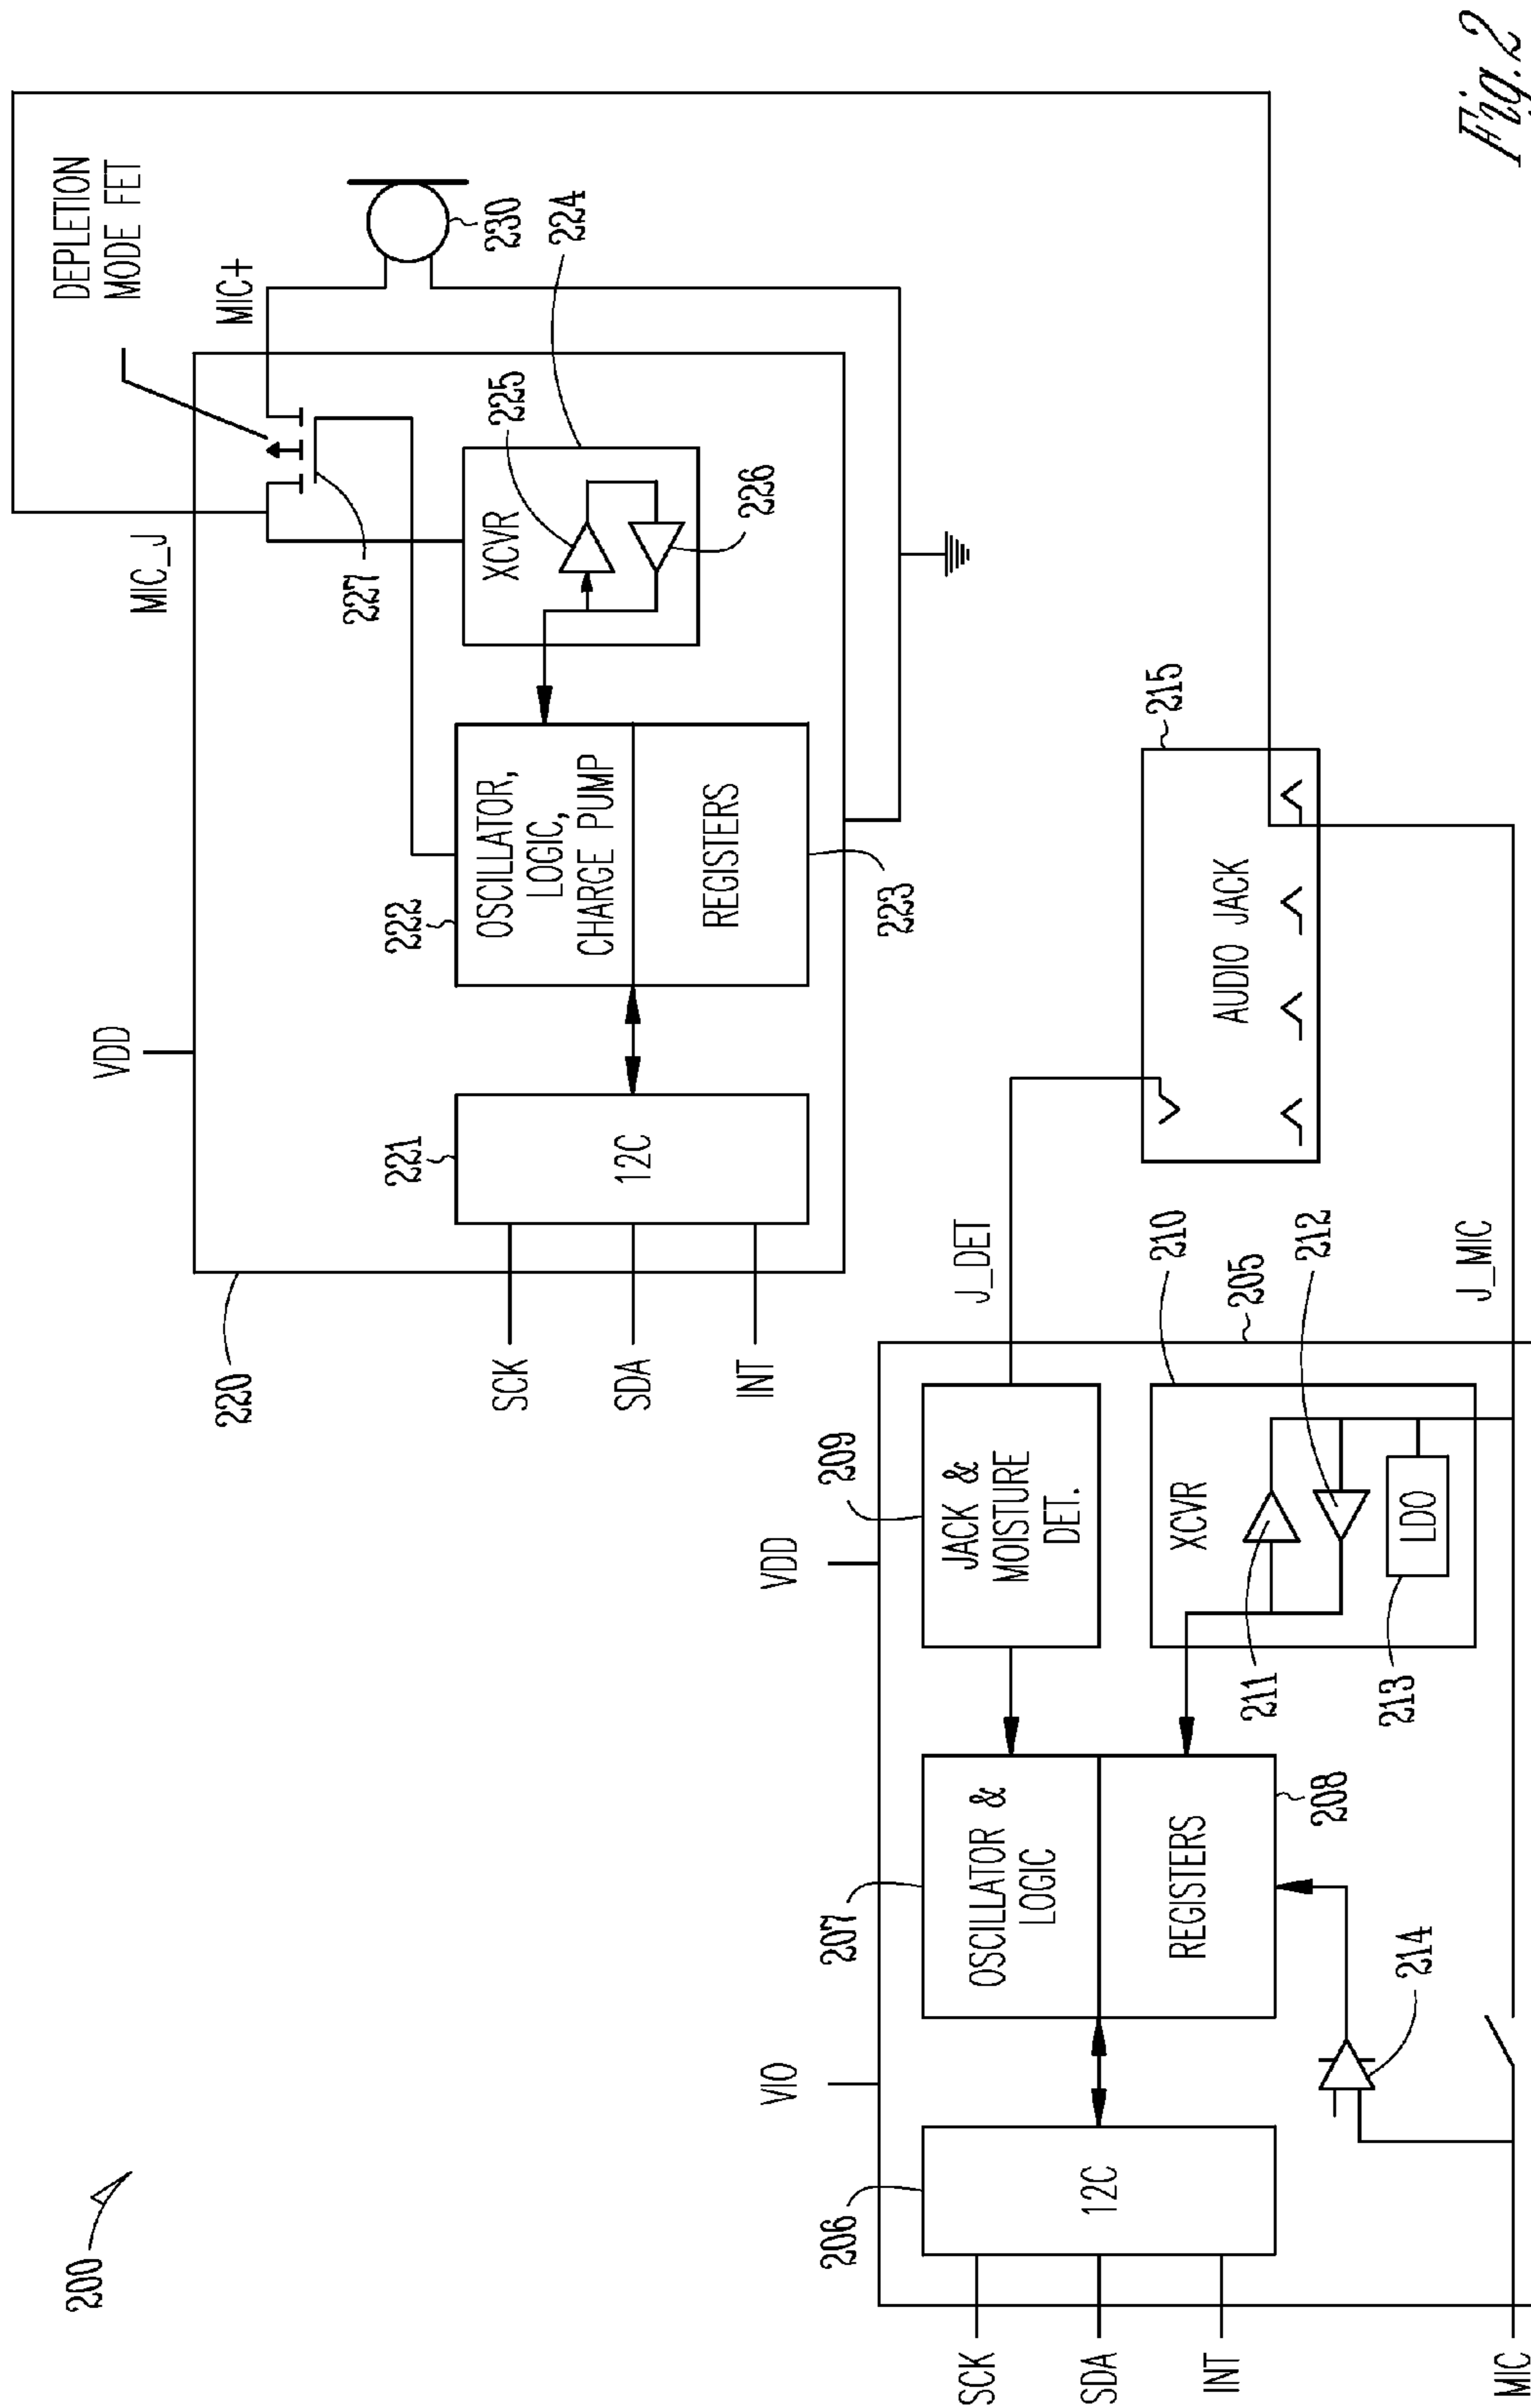 200
220
VDD
MIC_J
MIC+
DEPLETION
MODE FET
221
12C
SCK
SDA
INT
222
OSCILLATOR,
LOGIC,
CHARGE PUMP
REGISTERS
223
227
XCVR
225
226
224
230
VIO
VDD
206
12C
SCK
SDA
INT
MIC
207
OSCILLATOR &
LOGIC
REGISTERS
208
214
209
JACK &
MOISTURE
DET.
XCVR
211
LDO
213
J_DET
210
205
212
J_MIC
AUDIO JACK
215
Fig.2